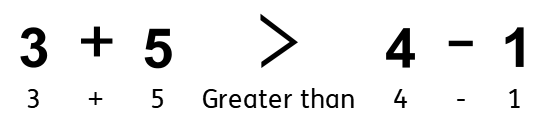 3 + 5 > 4 − 1
3 + 5 Greater than 4 - 1